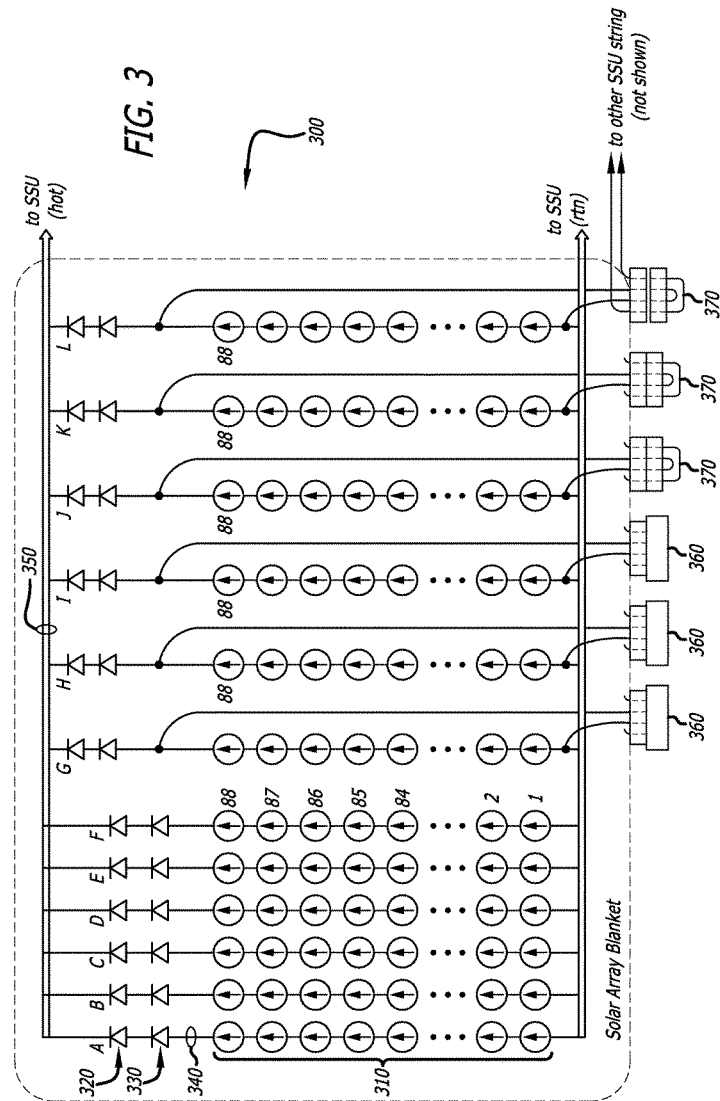 FIG. 3
300
to SSU
(hot)
350
A
B
C
D
E
F
G
H
I
J
K
L
320
330
340
310
88
87
86
85
84
2
1
88
88
88
88
88
to SSU
(rtn)
to other SSU string
(not shown)
Solar Array Blanket
360
360
360
370
370
370